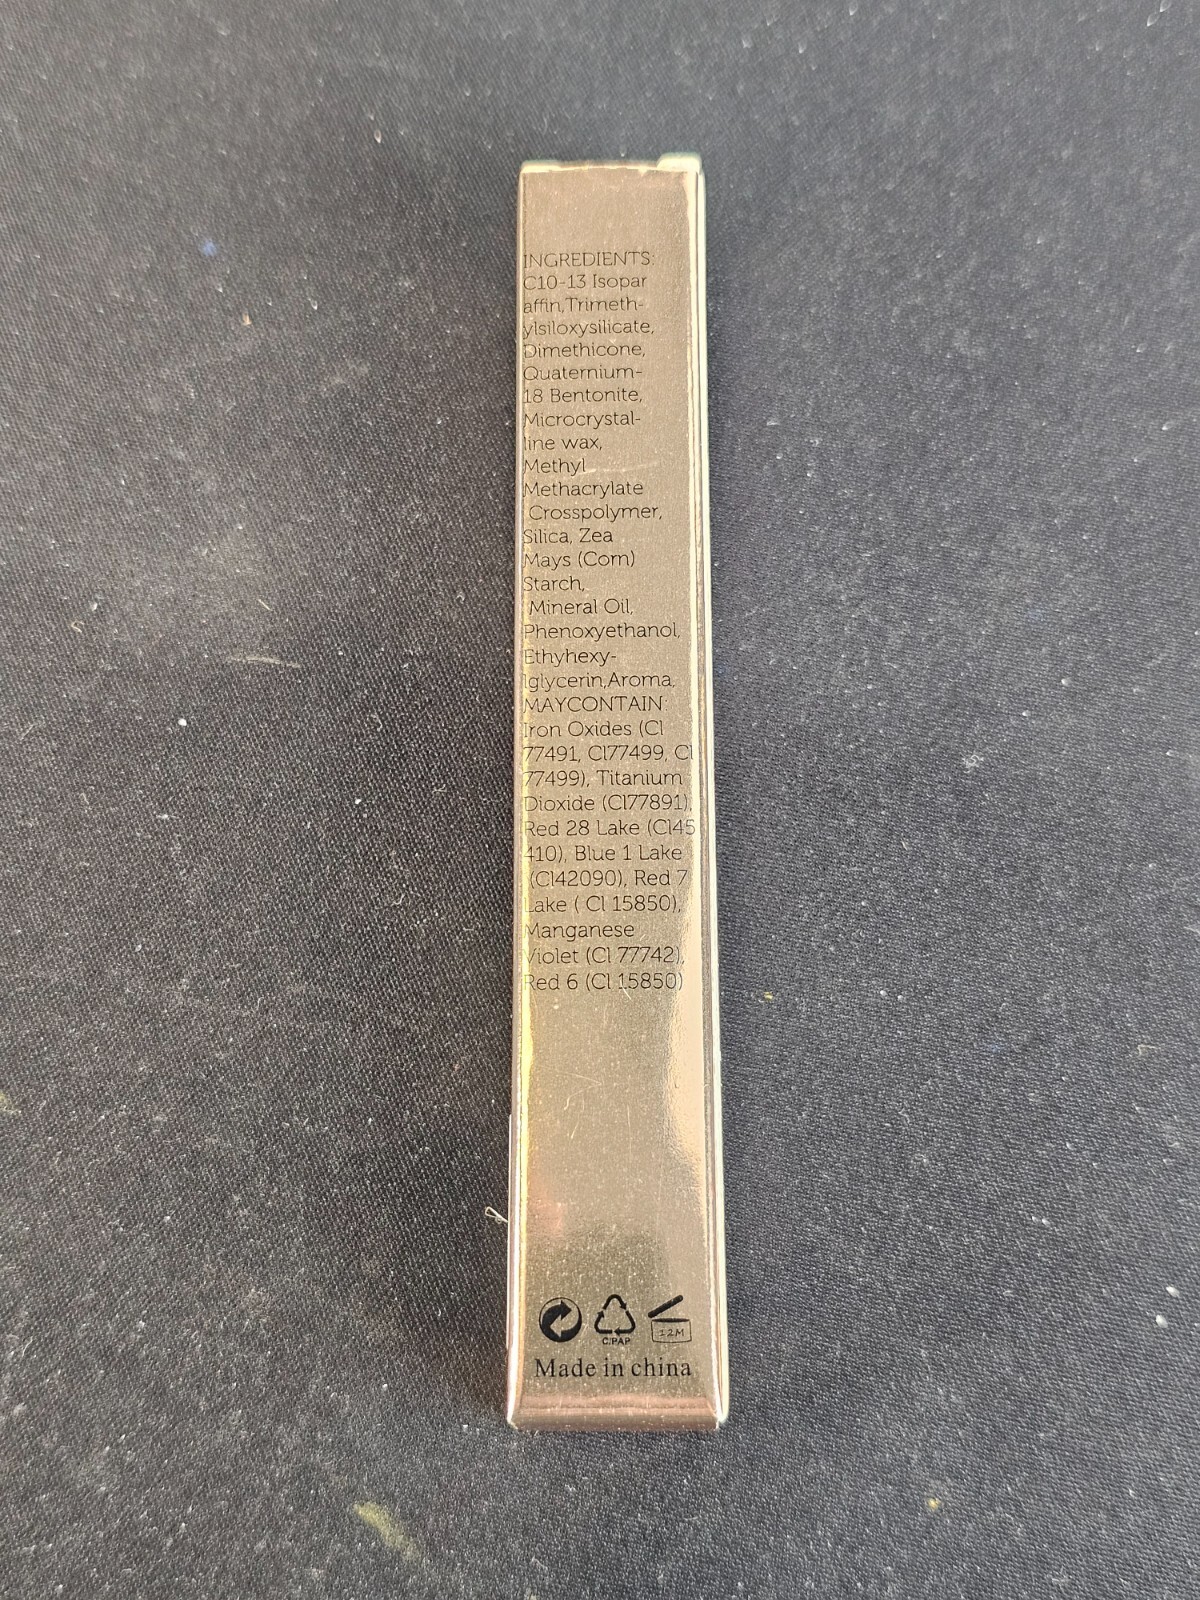 INGREDIENTS:
C10-13 Isopar
affin,Trimeth-
ylsiloxysilicate,
Dimethicone,
Quaternium-
18 Bentonite,
Microcrystal-
line wax,
Methyl
Methacrylate
Crosspolymer,
Silica, Zea
Mays (Corn)
Starch,
Mineral Oil,
Phenoxyethanol,
Ethyhexy-
lglycerin,Aroma,
MAYCONTAIN:
Iron Oxides (Cl
77491, Cl77499, Cl
77499), Titanium
Dioxide (Cl77891),
Red 28 Lake (Cl45
410), Blue 1 Lake
(Cl42090), Red 7
Lake ( Cl 15850),
Manganese
Violet (Cl 77742),
Red 6 (Cl 15850)
12M
C/PAP
Made in china